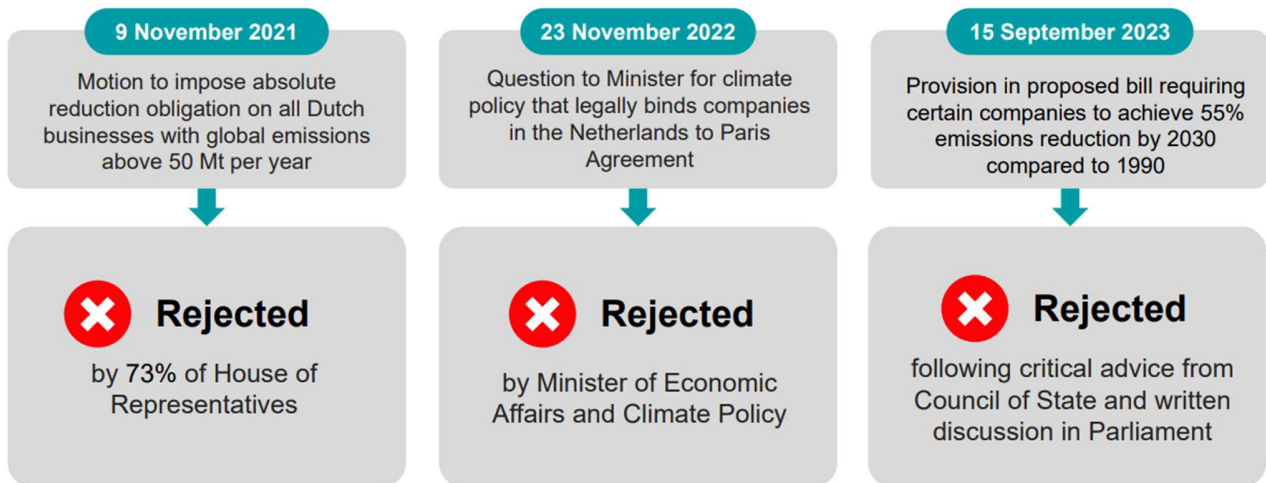 9 November 2021
Motion to impose absolute
reduction obligation on all Dutch
businesses with global emissions
above 50 Mt per year
Rejected
by 73% of House of
Representatives
23 November 2022
Question to Minister for climate
policy that legally binds companies
in the Netherlands to Paris
Agreement
Rejected
by Minister of Economic
Affairs and Climate Policy
15 September 2023
Provision in proposed bill requiring
certain companies to achieve 55%
emissions reduction by 2030
compared to 1990
Rejected
following critical advice from
Council of State and written
discussion in Parliament